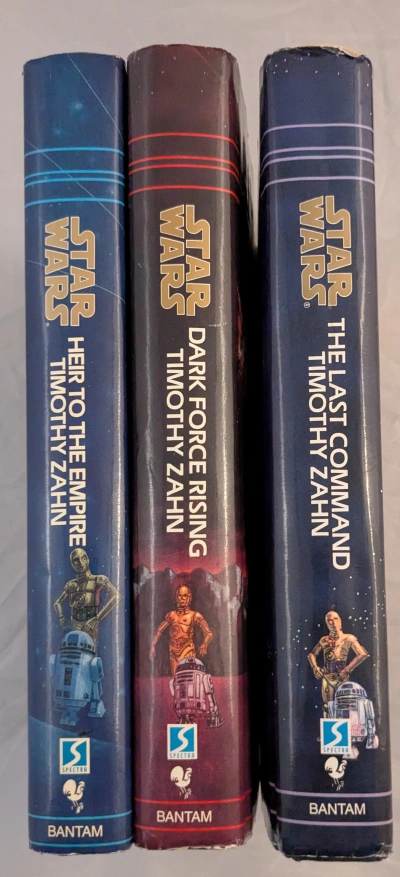 STAR
WARS
HEIR TO THE EMPIRE
TIMOTHY ZAHN
S
SPECTRA
BANTAM
STAR
WARS
DARK FORCE RISING
TIMOTHY ZAHN
S
SPECTRA
BANTAM
STAR
WARS®
THE LAST COMMAND
TIMOTHY ZAHN
S
SPECTRA
BANTAM